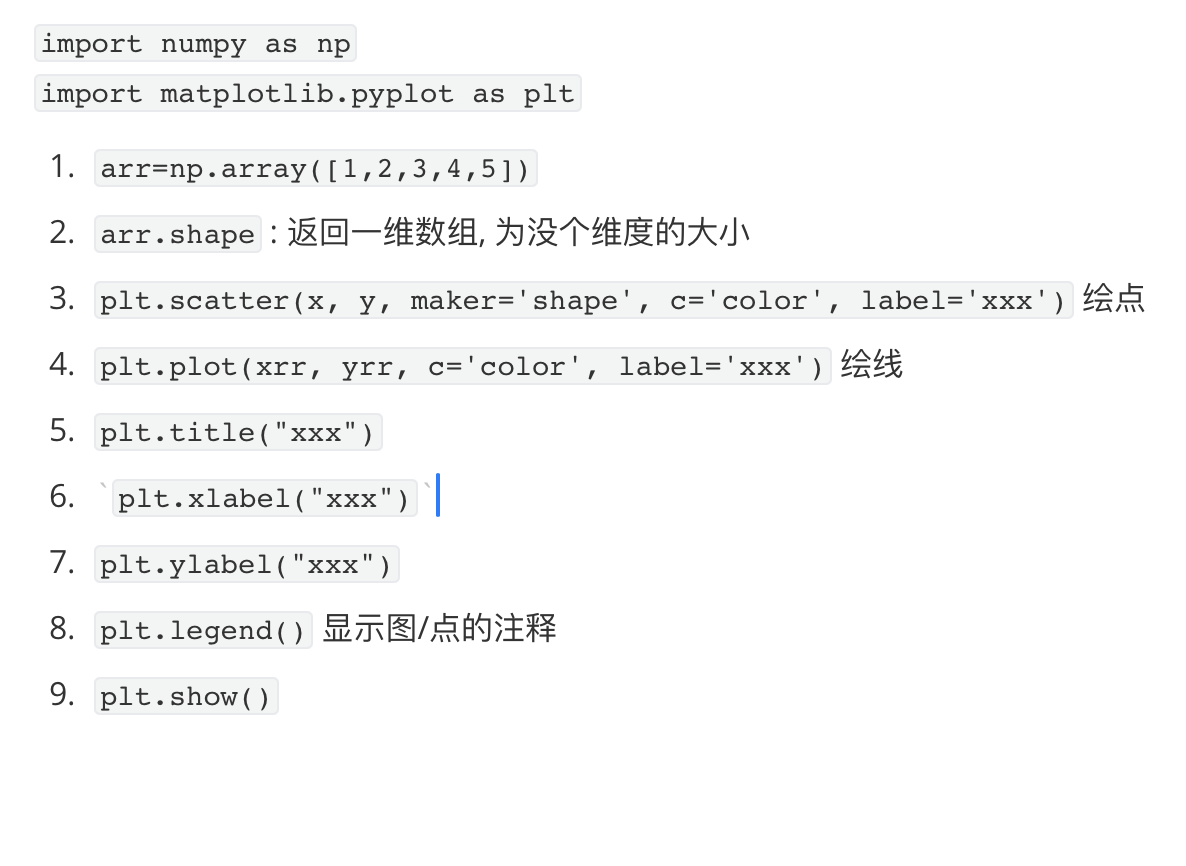 import numpy as np
import matplotlib.pyplot as plt
1. arr=np.array([1,2,3,4,5])
2. arr.shape : 返回一维数组, 为没个维度的大小
3. plt.scatter(x, y, maker='shape', c='color', label='xxx') 绘点
4. plt.plot(xrr, yrr, c='color', label='xxx') 绘线
5. plt.title("xxx")
6. `plt.xlabel("xxx")`
7. plt.ylabel("xxx")
8. plt.legend() 显示图/点的注释
9. plt.show()